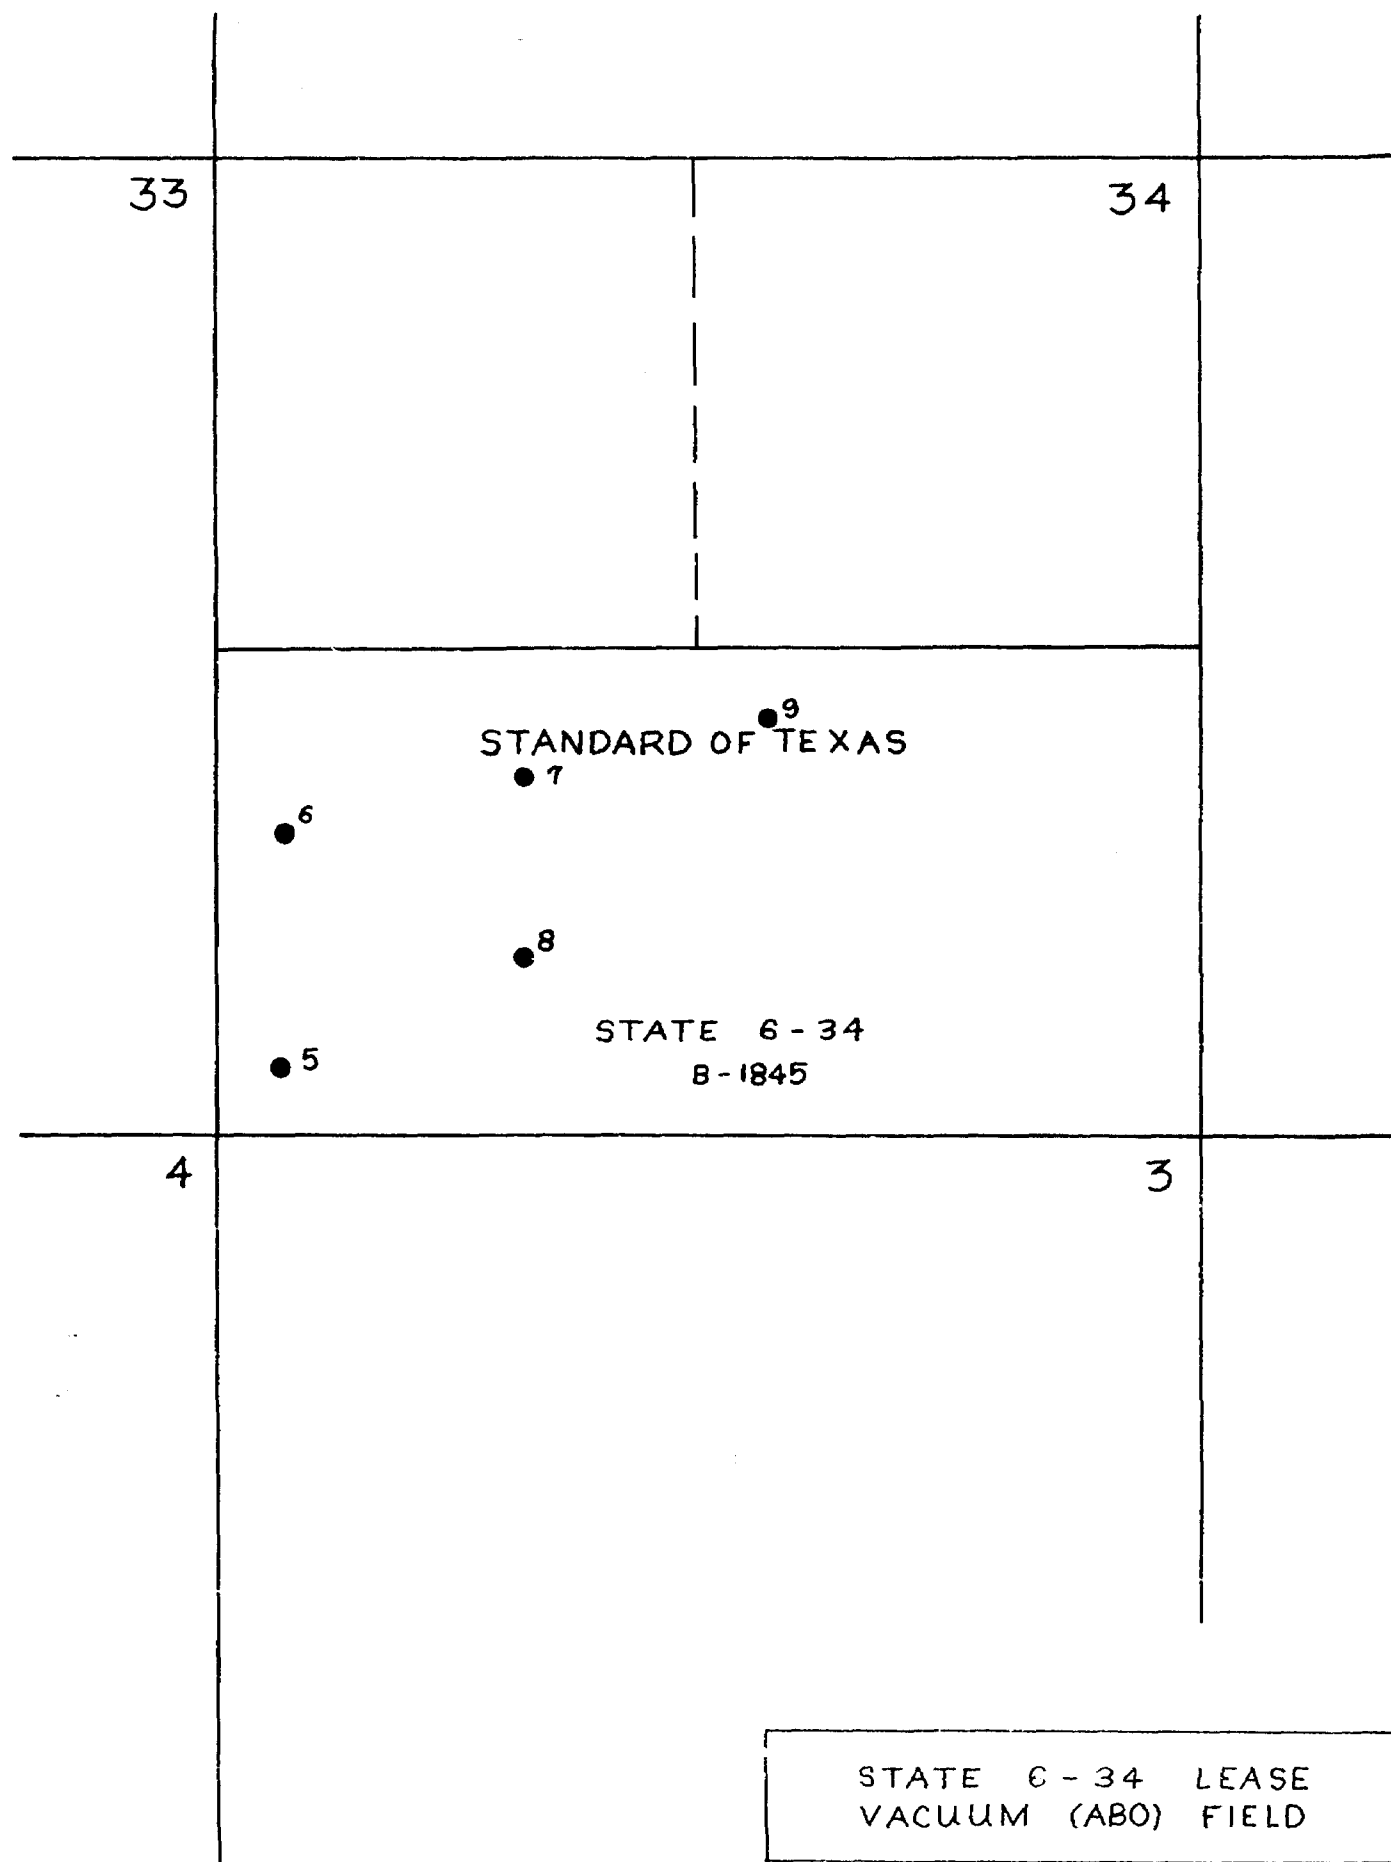 33
34
9
STANDARD OF TEXAS
7
6
8
STATE 6-34
B-1845
5
4
3
STATE 6-34 LEASE
VACUUM (ABO) FIELD